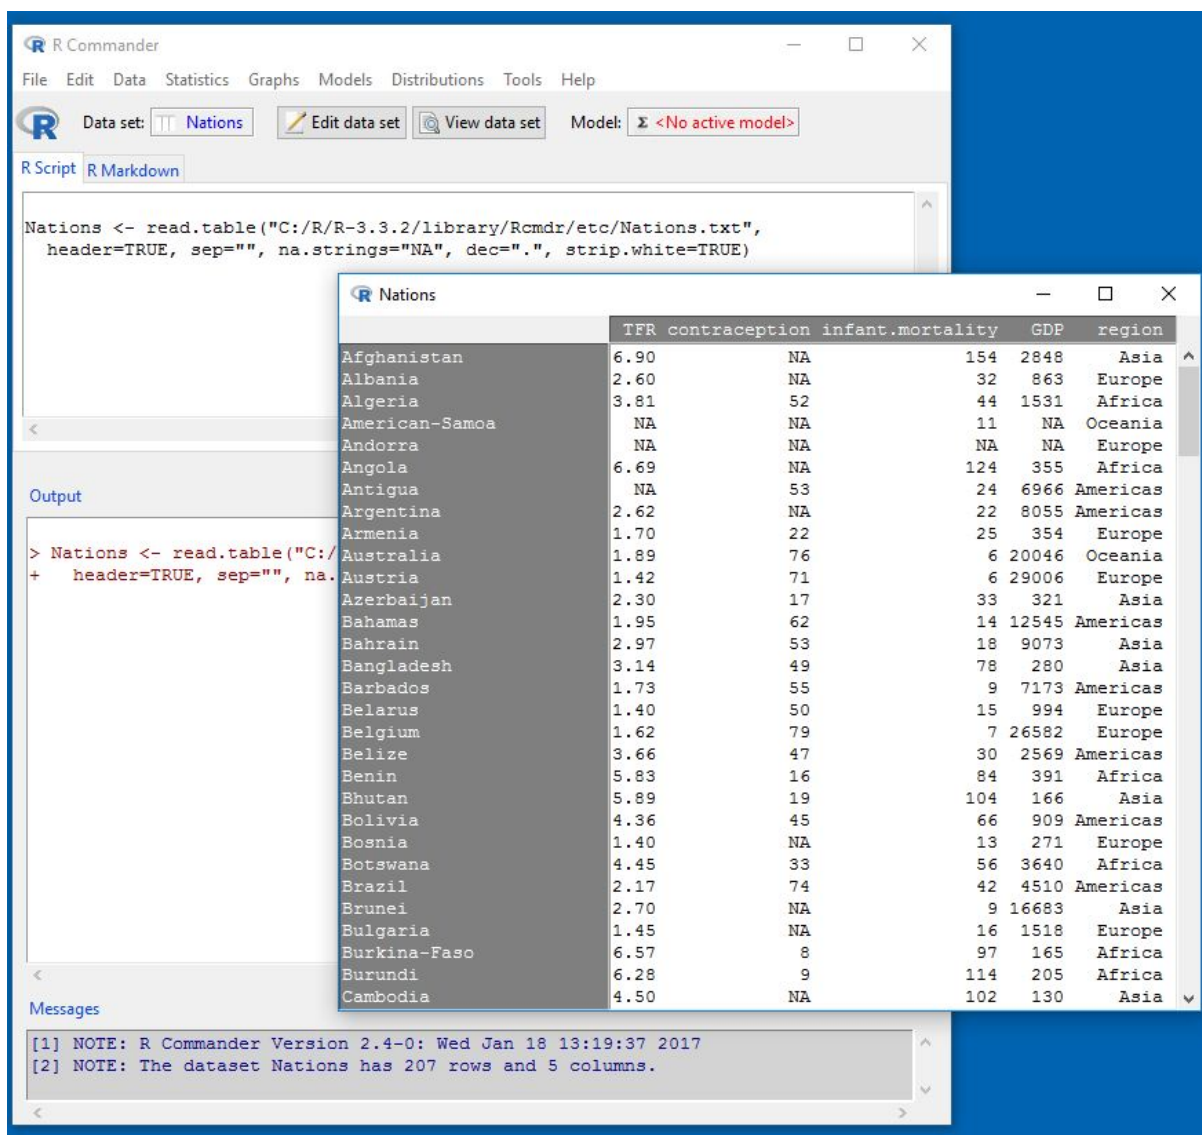 R Commander
File Edit Data Statistics Graphs Models Distributions Tools Help
Data set: Nations Edit data set View data set Model: Σ <No active model>
R Script R Markdown
Nations <- read.table("C:/R/R-3.3.2/library/Rcmdr/etc/Nations.txt",
header=TRUE, sep="", na.strings="NA", dec=".", strip.white=TRUE)
Output
> Nations <- read.table("C:/
+ header=TRUE, sep="", na.
Nations
TFR contraception infant.mortality GDP region
Afghanistan 6.90 NA 154 2848 Asia
Albania 2.60 NA 32 863 Europe
Algeria 3.81 52 44 1531 Africa
American-Samoa NA NA 11 NA Oceania
Andorra NA NA NA NA Europe
Angola 6.69 NA 124 355 Africa
Antigua NA 53 24 6966 Americas
Argentina 2.62 NA 22 8055 Americas
Armenia 1.70 22 25 354 Europe
Australia 1.89 76 6 20046 Oceania
Austria 1.42 71 6 29006 Europe
Azerbaijan 2.30 17 33 321 Asia
Bahamas 1.95 62 14 12545 Americas
Bahrain 2.97 53 18 9073 Asia
Bangladesh 3.14 49 78 280 Asia
Barbados 1.73 55 9 7173 Americas
Belarus 1.40 50 15 994 Europe
Belgium 1.62 79 7 26582 Europe
Belize 3.66 47 30 2569 Americas
Benin 5.83 16 84 391 Africa
Bhutan 5.89 19 104 166 Asia
Bolivia 4.36 45 66 909 Americas
Bosnia 1.40 NA 13 271 Europe
Botswana 4.45 33 56 3640 Africa
Brazil 2.17 74 42 4510 Americas
Brunei 2.70 NA 9 16683 Asia
Bulgaria 1.45 NA 16 1518 Europe
Burkina-Faso 6.57 8 97 165 Africa
Burundi 6.28 9 114 205 Africa
Cambodia 4.50 NA 102 130 Asia
Messages
[1] NOTE: R Commander Version 2.4-0: Wed Jan 18 13:19:37 2017
[2] NOTE: The dataset Nations has 207 rows and 5 columns.